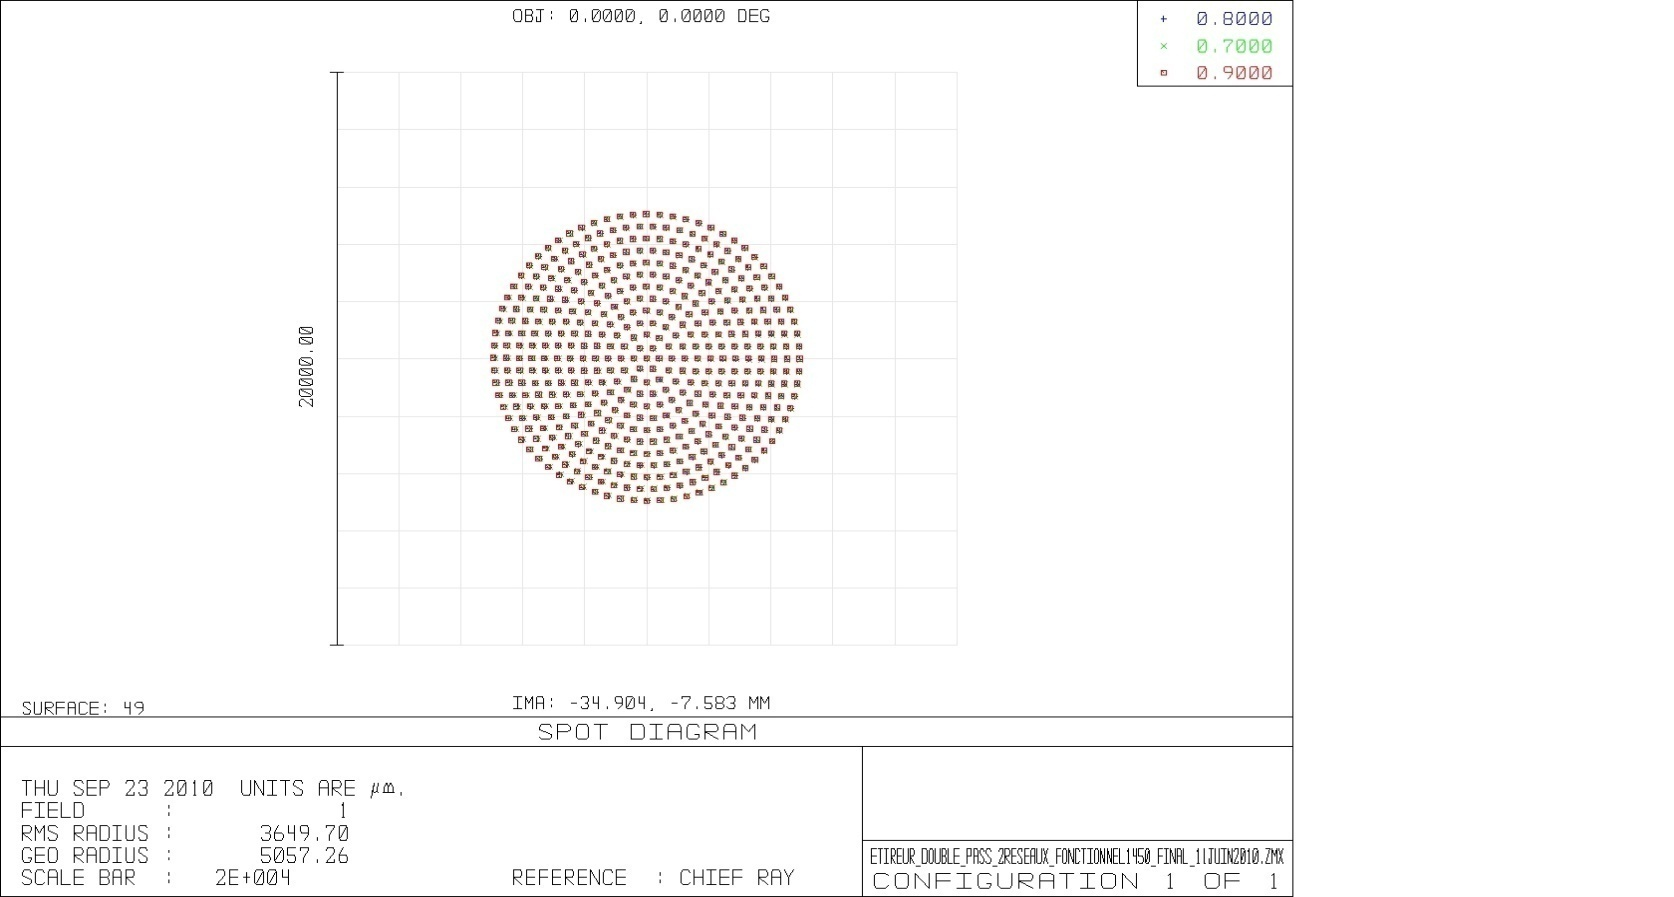 OBJ: 0.0000, 0.0000 DEG
+ 0.8000
× 0.7000
0.9000
20000.00
IMA: -34.904, -7.583 MM
SURFACE: 49
SPOT DIAGRAM
THU SEP 23 2010 UNITS ARE µm.
FIELD : 1
RMS RADIUS : 3649.70
GEO RADIUS : 5057.26
SCALE BAR : 2E+004 REFERENCE : CHIEF RAY
ETIREUR_DOUBLE_PASS_2RESEAUX_FONCTIONNEL1450_FINAL_11JUIN2010.ZMX
CONFIGURATION 1 OF 1